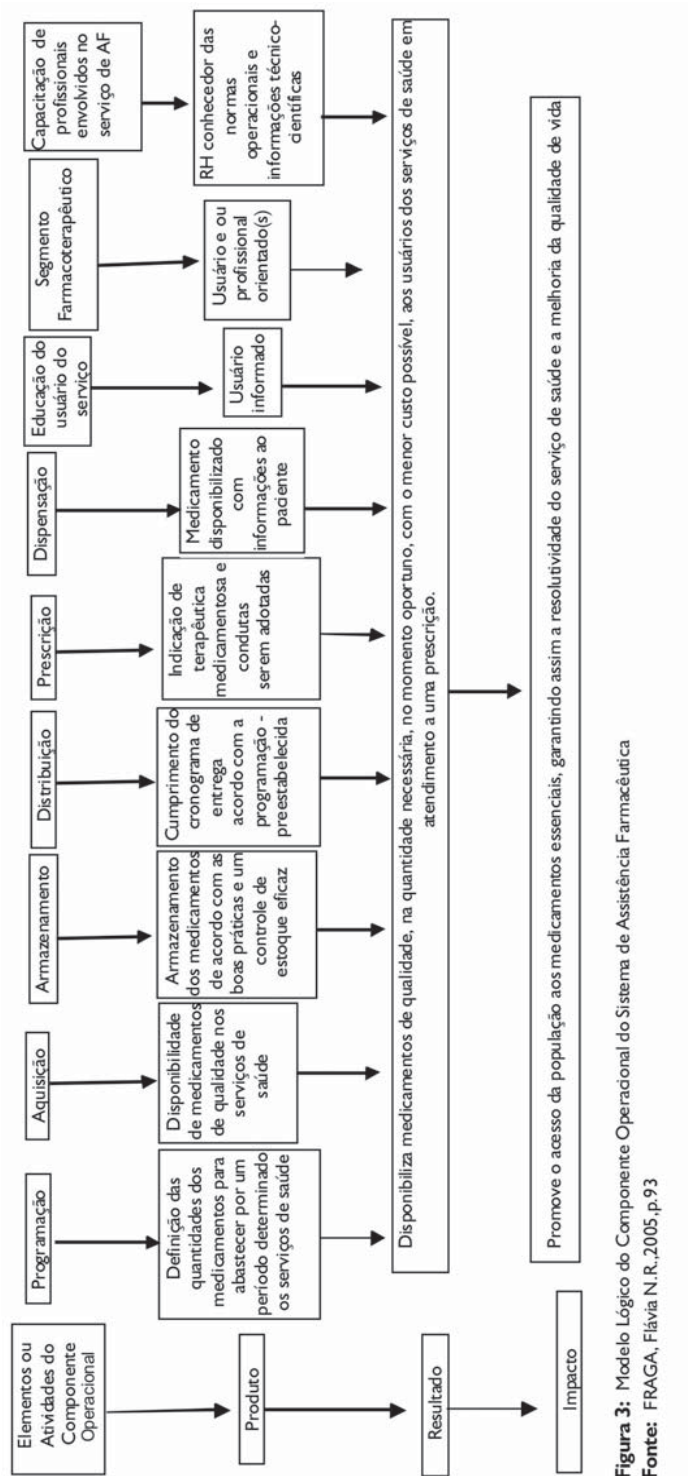 Elementos ou
Atividades do
Componente
Operacional
Programação
Aquisição
Armazenamento
Distribuição
Prescrição
Dispensação
Educação do
usuário do
serviço
Segmento
Farmacoterapêutico
Capacitação de
profissionais
envolvidos no
serviço de AF
Produto
Definição das
quantidades dos
medicamentos para
abastecer por um
período determinado
os serviços de saúde
Disponibilidade
de medicamentos
de qualidade nos
serviços de
saúde
Armazenamento
dos medicamentos
de acordo com as
boas práticas e um
controle de
estoque eficaz
Cumprimento do
cronograma de
entrega
acordo com a
programação -
preestabelecida
Indicação de
terapêutica
medicamentosa e
condutas
serem adotadas
Medicamento
disponibilizado
com
informações ao
paciente
Usuário
informado
Usuário e ou
profissional
orientado(s)
RH conhecedor das
normas
operacionais e
informações técnico-
científicas
Resultado
Disponibiliza medicamentos de qualidade, na quantidade necessária, no momento oportuno, com o menor custo possível, aos usuários dos serviços de saúde em
atendimento a uma prescrição.
Impacto
Promove o acesso da população aos medicamentos essenciais, garantindo assim a resolutividade do serviço de saúde e a melhoria da qualidade de vida
Figura 3: Modelo Lógico do Componente Operacional do Sistema de Assistência Farmacêutica
Fonte: FRAGA, Flávia N.R.,2005,p.93